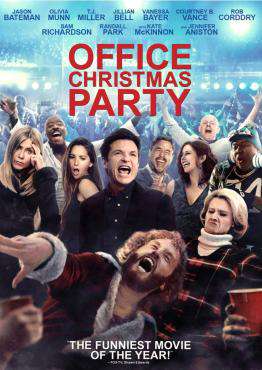 JASON BATEMAN OLIVIA MUNN T.J. MILLER JILLIAN BELL VANESSA BAYER COURTNEY B. VANCE ROB CORDDRY
SAM RICHARDSON RANDALL PARK WITH KATE McKINNON AND JENNIFER ANISTON
OFFICE
CHRISTMAS
PARTY
THE FUNNIEST MOVIE
OF THE YEAR!